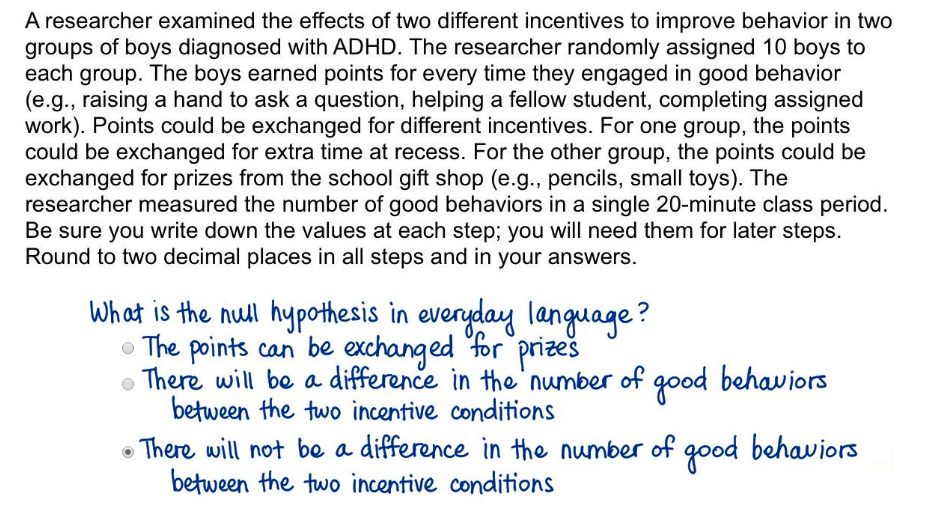 A researcher examined the effects of two different incentives to improve behavior in two
groups of boys diagnosed with ADHD. The researcher randomly assigned 10 boys to
each group. The boys earned points for every time they engaged in good behavior
(e.g., raising a hand to ask a question, helping a fellow student, completing assigned
work). Points could be exchanged for different incentives. For one group, the points
could be exchanged for extra time at recess. For the other group, the points could be
exchanged for prizes from the school gift shop (e.g., pencils, small toys). The
researcher measured the number of good behaviors in a single 20-minute class period.
Be sure you write down the values at each step; you will need them for later steps.
Round to two decimal places in all steps and in your answers.
What is the null hypothesis in everyday language?
The points can be exchanged for prizes
There will be a difference in the number of good behaviors
between the two incentive conditions
There will not be a difference in the number of good behaviors
between the two incentive conditions